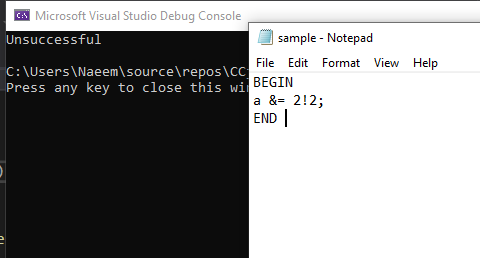 Microsoft Visual Studio Debug Console
Unsuccessful
C:\Users\Naeem\source\repos\CC
Press any key to close this wi
sample - Notepad
File Edit Format View Help
BEGIN
a &= 2!2;
END